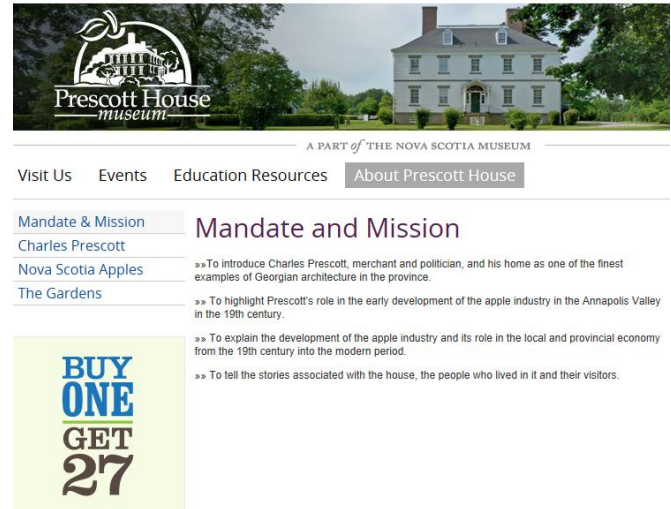 Prescott House
museum
A PART of THE NOVA SCOTIA MUSEUM
Visit Us Events Education Resources About Prescott House
Mandate & Mission
Charles Prescott
Nova Scotia Apples
The Gardens
Mandate and Mission
»»To introduce Charles Prescott, merchant and politician, and his home as one of the finest
examples of Georgian architecture in the province.
»» To highlight Prescott's role in the early development of the apple industry in the Annapolis Valley
in the 19th century.
»» To explain the development of the apple industry and its role in the local and provincial economy
from the 19th century into the modern period.
»» To tell the stories associated with the house, the people who lived in it and their visitors.
BUY
ONE
GET
27